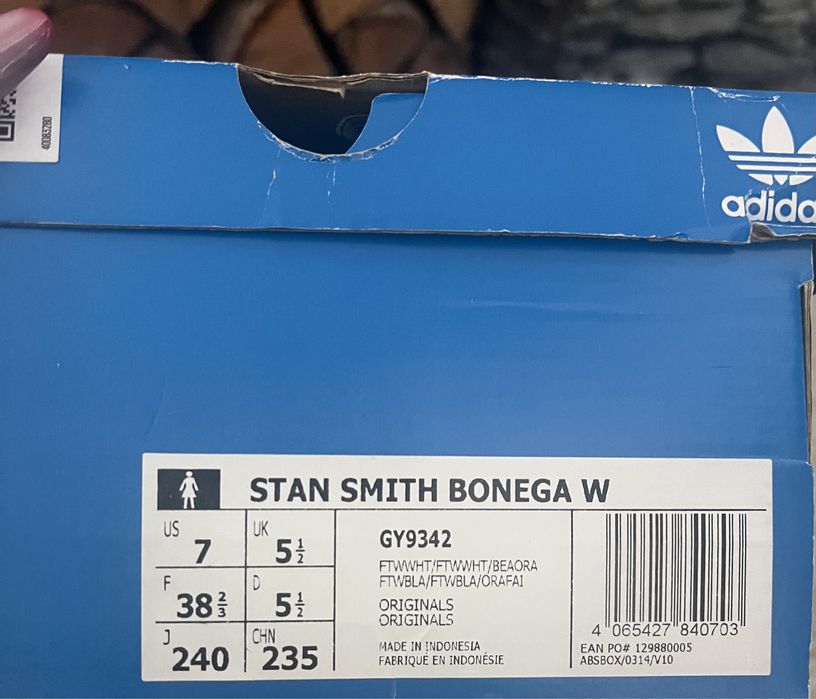 40083280
adida
STAN SMITH BONEGA W
US 7
UK 5 1/2
F 38 2/3
D 5 1/2
J 240
CHN 235
GY9342
FTWWHT/FTWWHT/BEAORA
FTWBLA/FTWBLA/ORAFAI
ORIGINALS
ORIGINALS
MADE IN INDONESIA
FABRIQUÉ EN INDONÉSIE
4 065427 840703
EAN PO# 129880005
ABSBOX/0314/V10